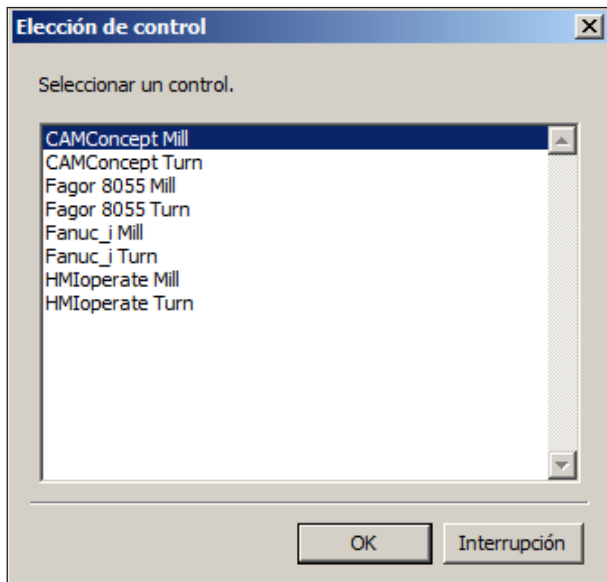 Elección de control
Seleccionar un control.
CAMConcept Mill
CAMConcept Turn
Fagor 8055 Mill
Fagor 8055 Turn
Fanuc_i Mill
Fanuc_i Turn
HMIoperate Mill
HMIoperate Turn
OK Interrupción